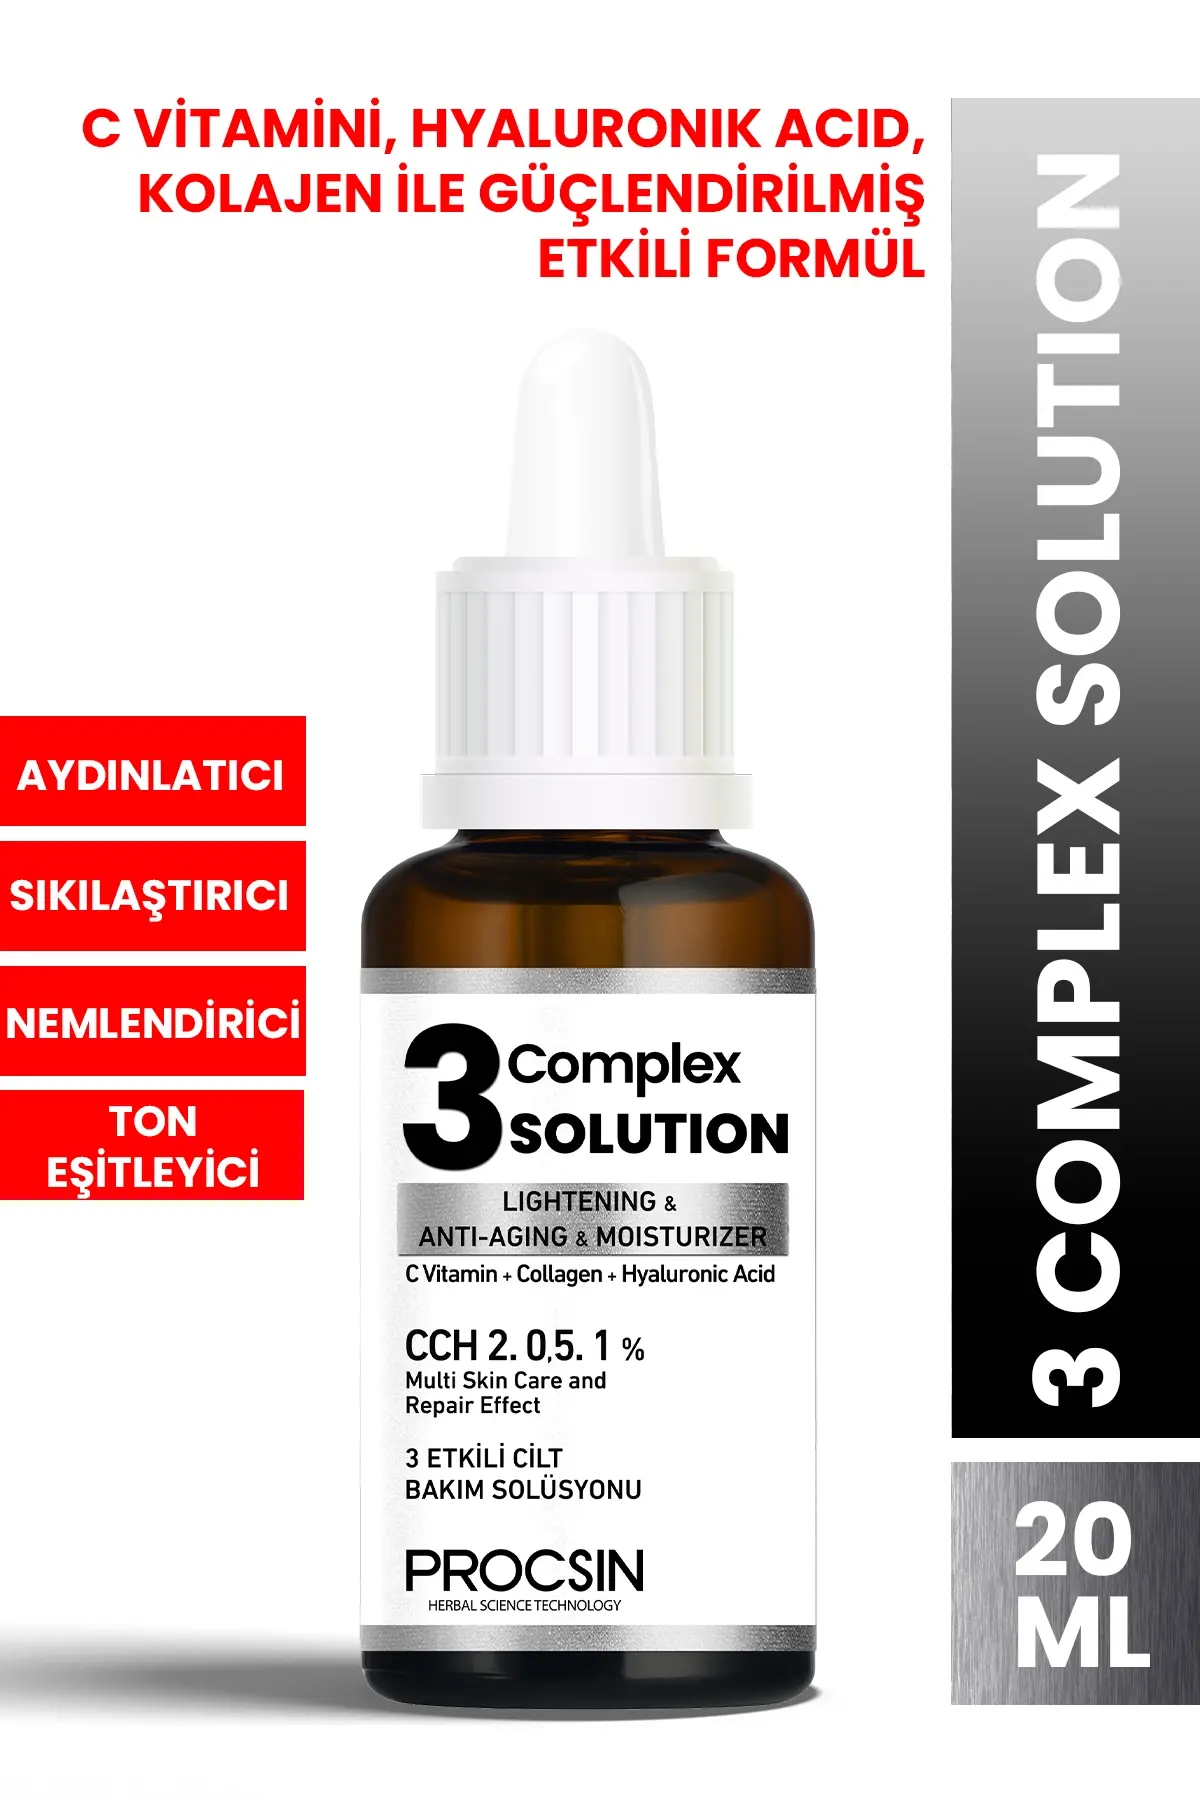 C VİTAMİNİ, HYALURONIK ACID,
KOLAJEN İLE GÜÇLENDİRİLMİŞ
ETKİLİ FORMÜL
3 COMPLEX SOLUTION
AYDINLATICI
SIKILAŞTIRICI
NEMLENDİRİCİ
TON
EŞİTLEYİCİ
3 Complex
SOLUTION
LIGHTENING &
ANTI-AGING & MOISTURIZER
C Vitamin + Collagen + Hyaluronic Acid
CCH 2. 0,5. 1 %
Multi Skin Care and
Repair Effect
3 ETKİLİ CİLT
BAKIM SOLÜSYONU
PROCSIN
HERBAL SCIENCE TECHNOLOGY
20
ML